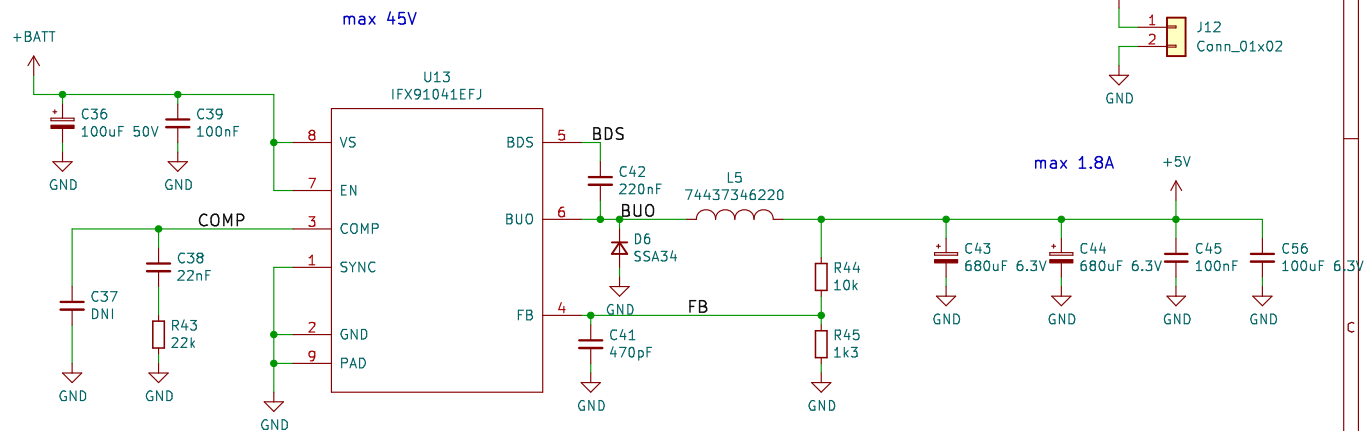 max 45V
+BATT
1
2
J12
Conn_01x02
GND
U13
IFX91041EFJ
C36
100uF 50V
C39
100nF
GND
GND
8
VS
7
EN
3
COMP
1
SYNC
2
GND
9
PAD
BDS
5
BUO
6
FB
4
BDS
C42
220nF
BUO
L5
74437346220
max 1.8A
+5V
COMP
C38
22nF
C37
DNI
R43
22k
GND
GND
GND
D6
SSA34
GND
FB
C41
470pF
GND
R44
10k
R45
1k3
GND
C43
680uF 6.3V
GND
C44
680uF 6.3V
GND
C45
100nF
GND
C56
100uF 6.3V
GND
C